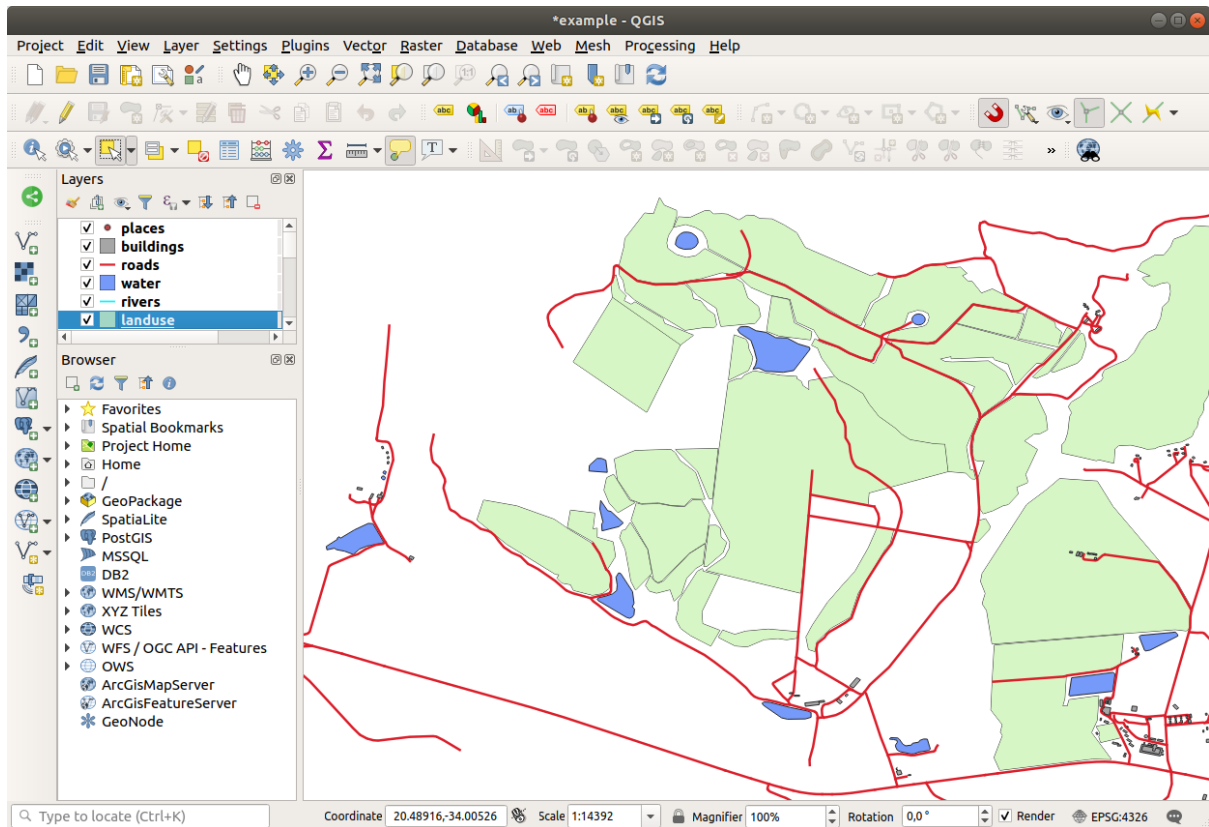 *example - QGIS
Project Edit View Layer Settings Plugins Vector Raster Database Web Mesh Processing Help
Layers
places
buildings
roads
water
rivers
landuse
Browser
Favorites
Spatial Bookmarks
Project Home
Home
/
GeoPackage
SpatiaLite
PostGIS
MSSQL
DB2
WMS/WMTS
XYZ Tiles
WCS
WFS / OGC API - Features
OWS
ArcGisMapServer
ArcGisFeatureServer
GeoNode
Type to locate (Ctrl+K) Coordinate 20.48916,-34.00526 Scale 1:14392 Magnifier 100% Rotation 0,0 ° Render EPSG:4326